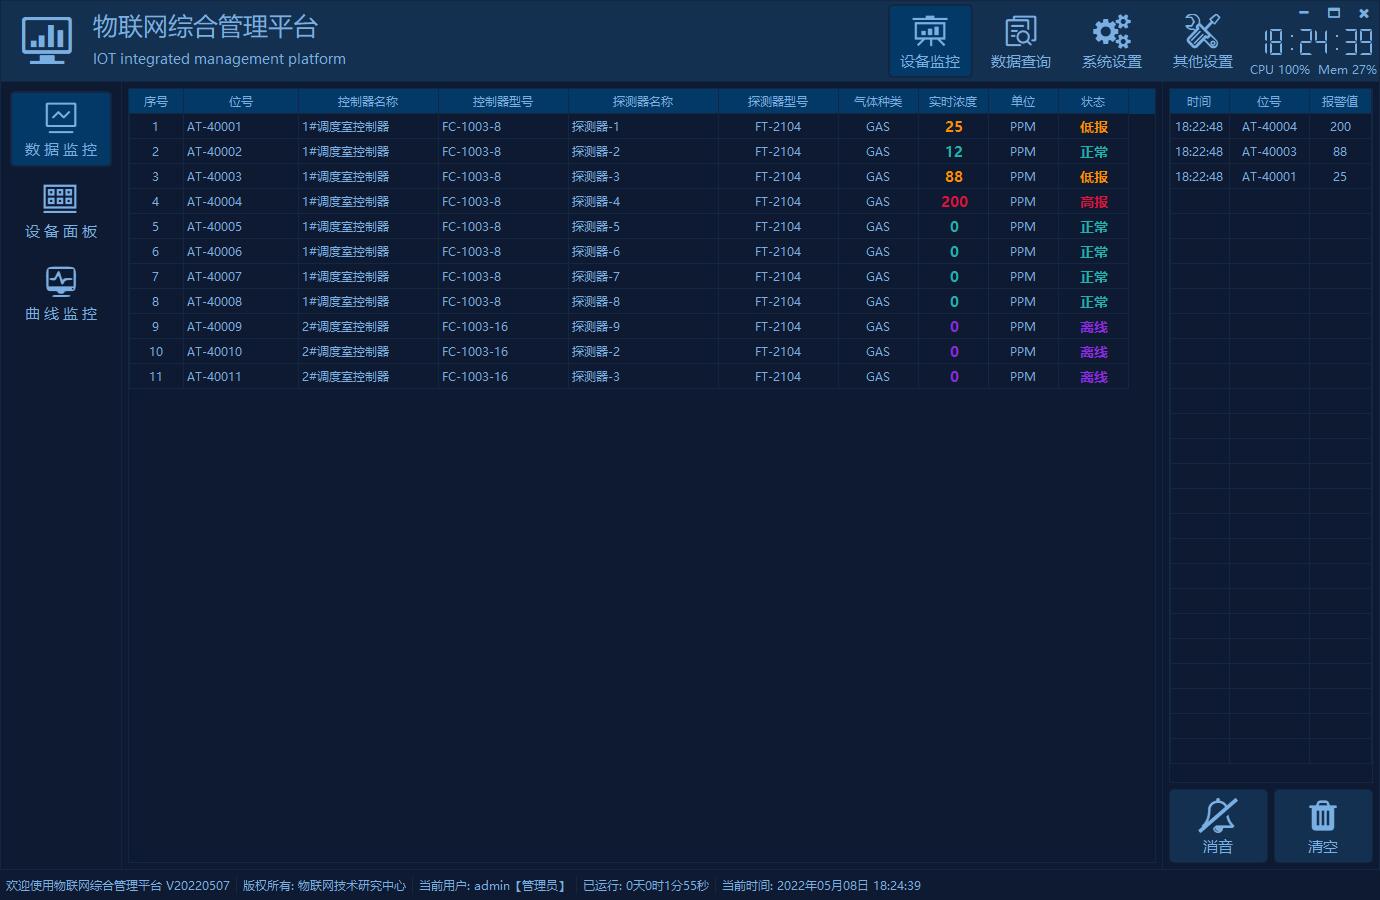 物联网综合管理平台
IOT integrated management platform
设备监控 数据查询 系统设置 其他设置
18:24:39
CPU 100% Mem 27%
数据监控
设备面板
曲线监控
序号 位号 控制器名称 控制器型号 探测器名称 探测器型号 气体种类 实时浓度 单位 状态
1 AT-40001 1#调度室控制器 FC-1003-8 探测器-1 FT-2104 GAS 25 PPM 低报
2 AT-40002 1#调度室控制器 FC-1003-8 探测器-2 FT-2104 GAS 12 PPM 正常
3 AT-40003 1#调度室控制器 FC-1003-8 探测器-3 FT-2104 GAS 88 PPM 低报
4 AT-40004 1#调度室控制器 FC-1003-8 探测器-4 FT-2104 GAS 200 PPM 高报
5 AT-40005 1#调度室控制器 FC-1003-8 探测器-5 FT-2104 GAS 0 PPM 正常
6 AT-40006 1#调度室控制器 FC-1003-8 探测器-6 FT-2104 GAS 0 PPM 正常
7 AT-40007 1#调度室控制器 FC-1003-8 探测器-7 FT-2104 GAS 0 PPM 正常
8 AT-40008 1#调度室控制器 FC-1003-8 探测器-8 FT-2104 GAS 0 PPM 正常
9 AT-40009 2#调度室控制器 FC-1003-16 探测器-9 FT-2104 GAS 0 PPM 离线
10 AT-40010 2#调度室控制器 FC-1003-16 探测器-2 FT-2104 GAS 0 PPM 离线
11 AT-40011 2#调度室控制器 FC-1003-16 探测器-3 FT-2104 GAS 0 PPM 离线
时间 位号 报警值
18:22:48 AT-40004 200
18:22:48 AT-40003 88
18:22:48 AT-40001 25
消音 清空
欢迎使用物联网综合管理平台 V20220507 版权所有: 物联网技术研究中心 当前用户: admin【管理员】 已运行: 0天0时1分55秒 当前时间: 2022年05月08日 18:24:39